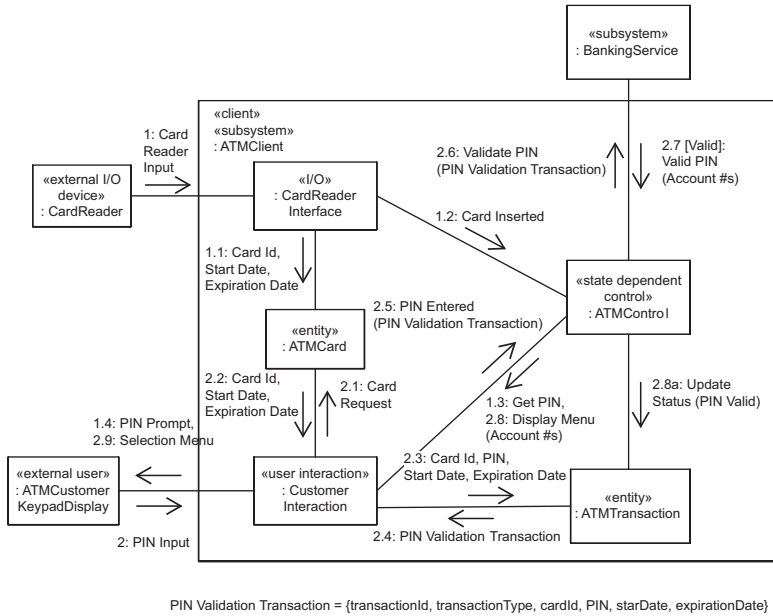 «subsystem»
: BankingService
«client»
«subsystem»
: ATMClient
1: Card
Reader
Input
«external I/O
device»
: CardReader
«I/O»
: CardReader
Interface
2.6: Validate PIN
(PIN Validation Transaction)
2.7 [Valid]:
Valid PIN
(Account #s)
1.2: Card Inserted
1.1: Card Id,
Start Date,
Expiration Date
«state dependent
control»
: ATMControl
2.5: PIN Entered
(PIN Validation Transaction)
«entity»
: ATMCard
2.2: Card Id,
Start Date,
Expiration Date
2.1: Card
Request
1.3: Get PIN,
2.8: Display Menu
(Account #s)
2.8a: Update
Status (PIN Valid)
1.4: PIN Prompt,
2.9: Selection Menu
2.3: Card Id, PIN,
Start Date, Expiration Date
«external user»
: ATMCustomer
KeypadDisplay
«user interaction»
: Customer
Interaction
«entity»
: ATMTransaction
2: PIN Input
2.4: PIN Validation Transaction
PIN Validation Transaction = {transactionId, transactionType, cardId, PIN, starDate, expirationDate}